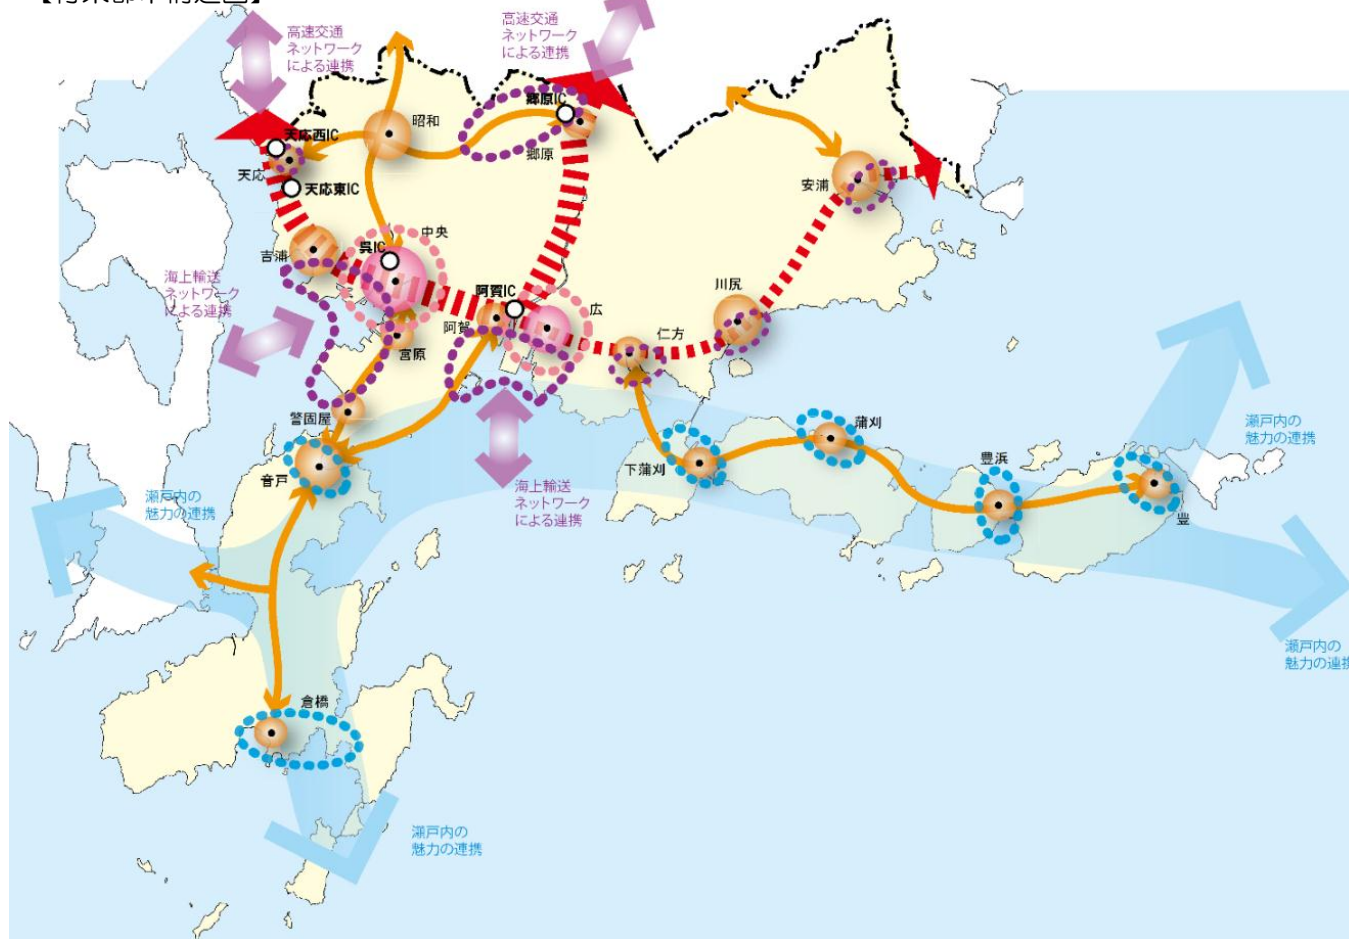 【将来都市構造図】
高速交通
ネットワーク
による連携
高速交通
ネットワーク
による連携
郷原IC
昭和
天応西IC
郷原
天応
天応東IC
安浦
中央
呉IC
吉浦
海上輸送
ネットワーク
による連携
川尻
阿賀IC
広
阿賀
仁方
宮原
警固屋
蒲刈
瀬戸内の
魅力の連携
下蒲刈
豊浜
音戸
海上輸送
ネットワーク
による連携
瀬戸内の
魅力の連携
豊
瀬戸内の
魅力の連携
倉橋
瀬戸内の
魅力の連携